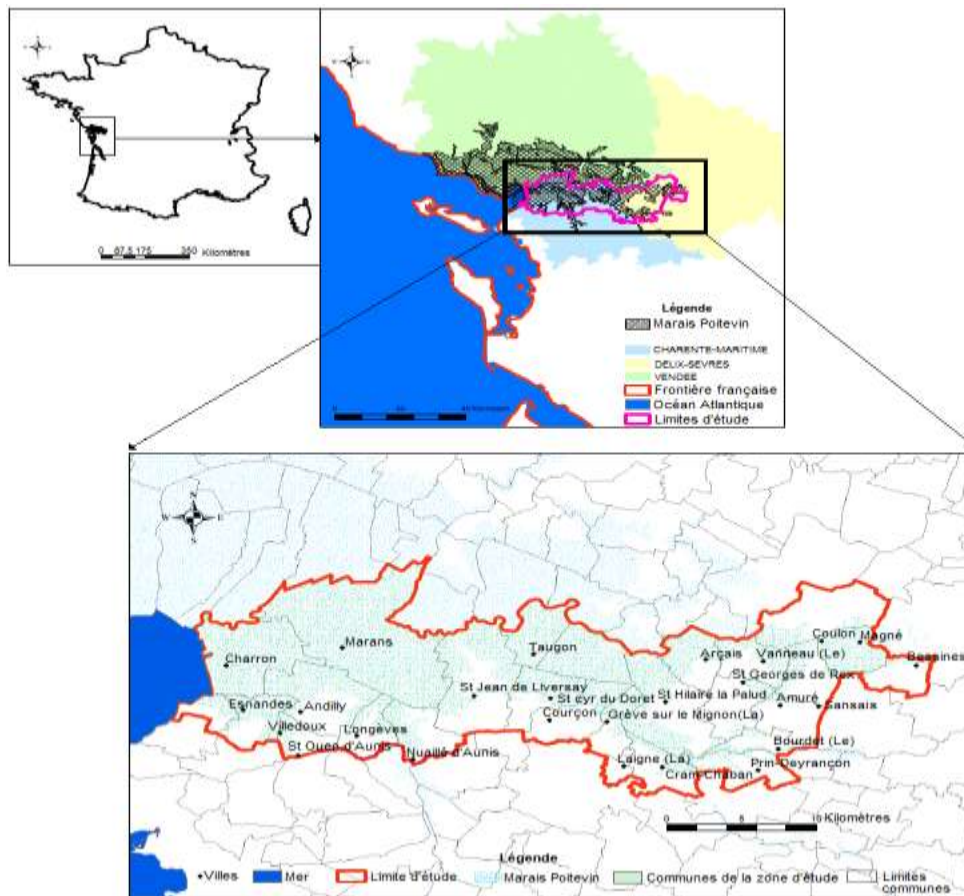 0 87,5 175 350 Kilomètres
Légende
Marais Poitevin
CHARENTE-MARITIME
DEUX-SEVRES
VENDEE
Frontière française
Océan Atlantique
Limites d'étude
N
W E
S
Coulon Magné
Marans
Taugon
Arçais Vanneau (Le)
Charron
Bessines
St Georges de Rex
St Jean de Liversay
St cyr du Doret St Hilaire la Palud Amuré Sansais
Esnandes Andilly
Courçon
Grève sur le Mignon(La)
Villedoux Longèves
Bourdet (Le)
St Ouen d'Aunis
Nuaillé d'Aunis
Laigne (La)
Cram Chaban
Prin-Deyrançon
0 5 10 Kilomètres
Légende
Villes Mer Limite d'étude Marais Poitevin Communes de la zone d'étude Limites
communes